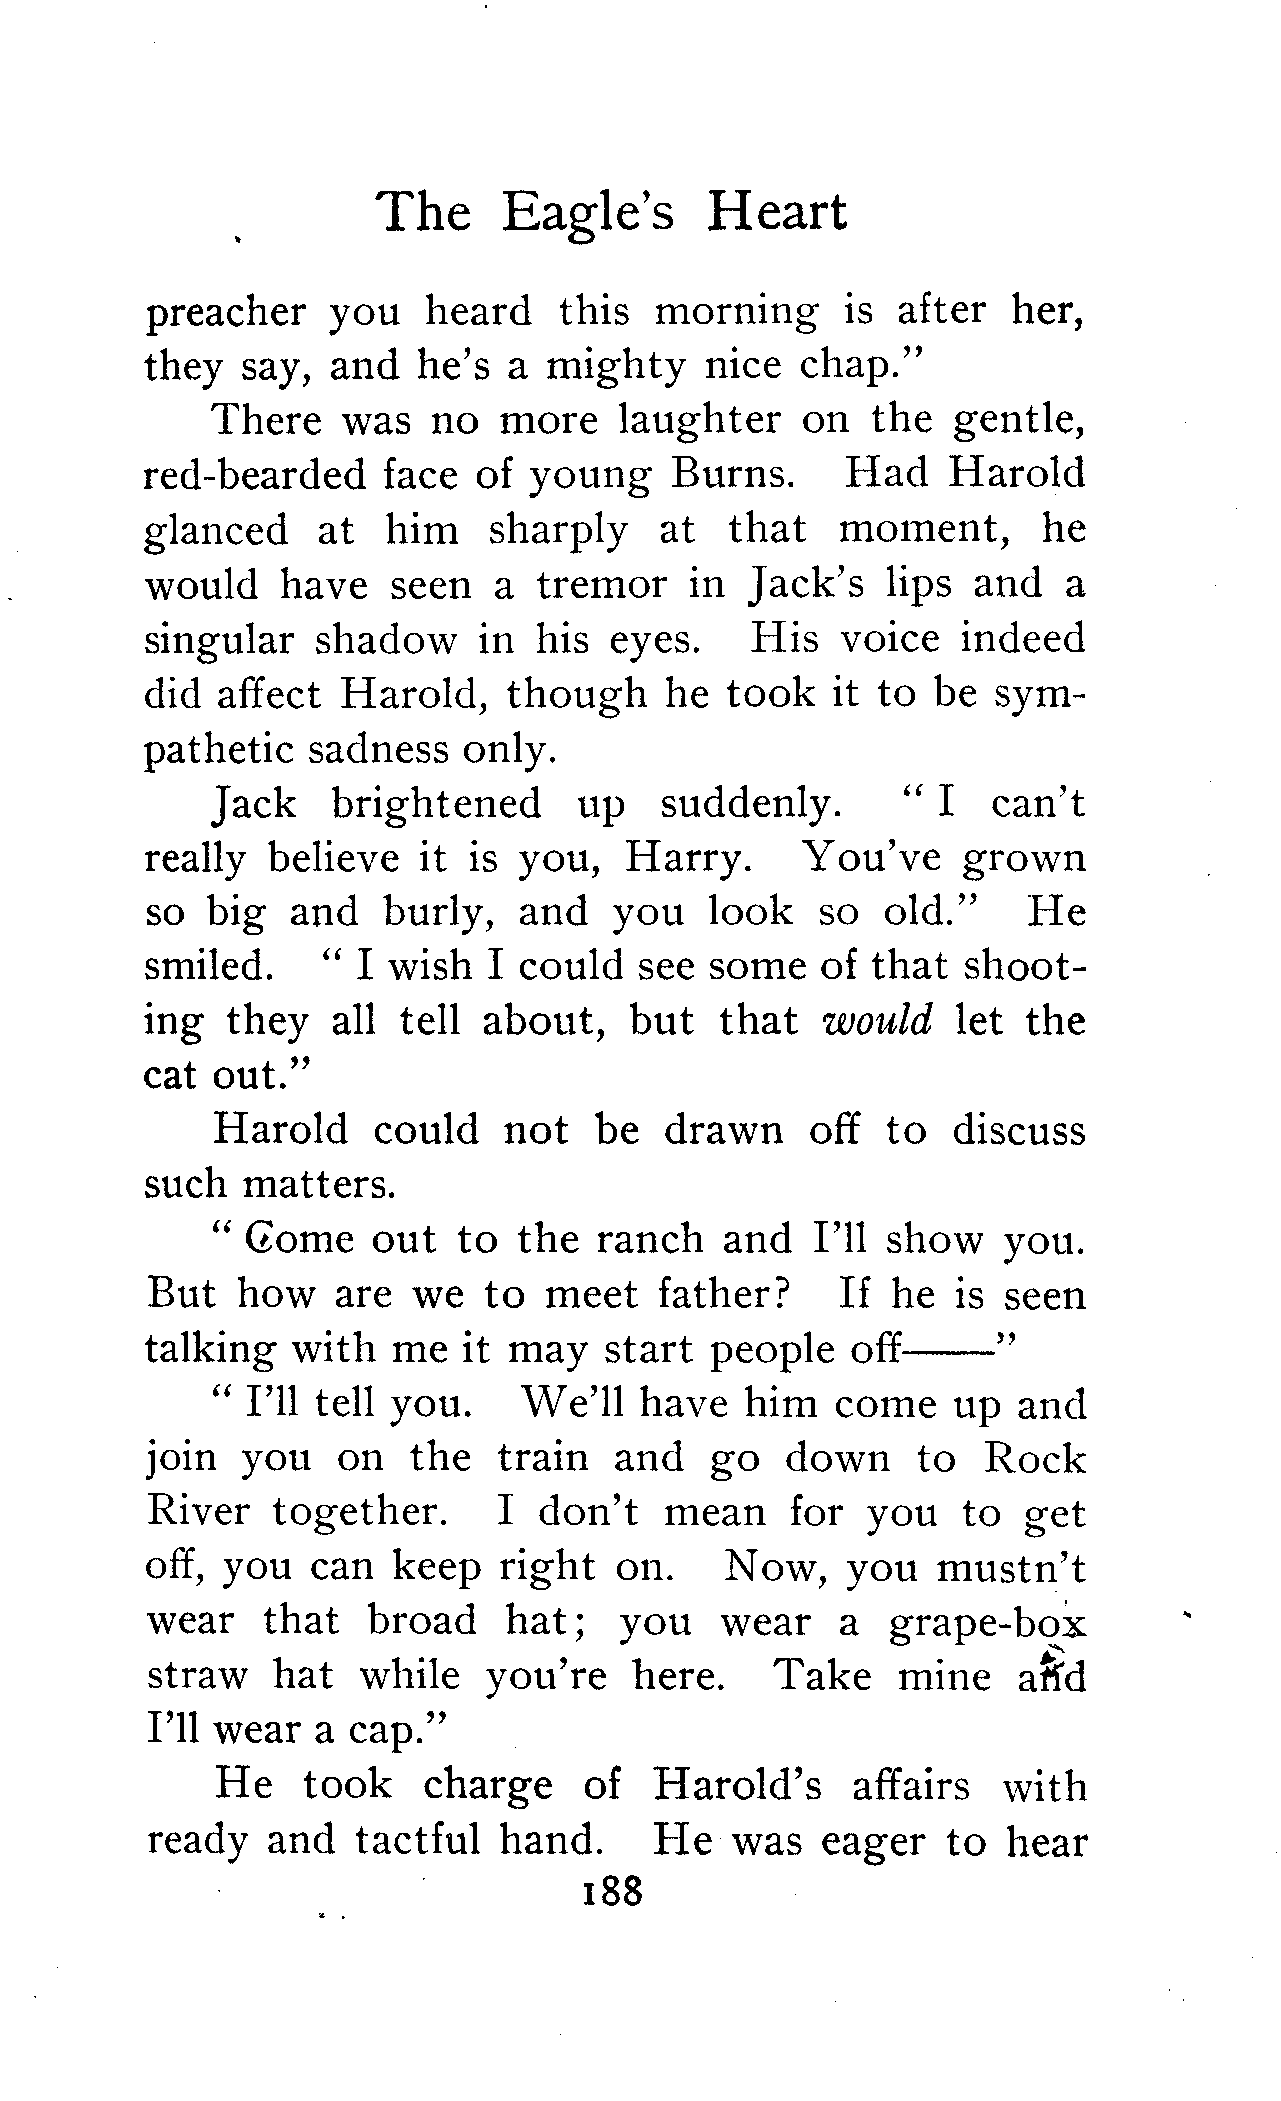 The Eagle's Heart
preacher you heard this morning is after her,
they say, and he's a mighty nice chap."
There was no more laughter on the gentle,
red-bearded face of young Burns. Had Harold
glanced at him sharply at that moment, he
would have seen a tremor in Jack's lips and a
singular shadow in his eyes. His voice indeed
did affect Harold, though he took it to be sym-
pathetic sadness only.
Jack brightened up suddenly. " I can't
really believe it is you, Harry. You've grown
so big and burly, and you look so old." He
smiled. " I wish I could see some of that shoot-
ing they all tell about, but that would let the
cat out."
Harold could not be drawn off to discuss
such matters.
" Come out to the ranch and I'll show you.
But how are we to meet father? If he is seen
talking with me it may start people off——"
" I'll tell you. We'll have him come up and
join you on the train and go down to Rock
River together. I don't mean for you to get
off, you can keep right on. Now, you mustn't
wear that broad hat; you wear a grape-box
straw hat while you're here. Take mine and
I'll wear a cap."
He took charge of Harold's affairs with
ready and tactful hand. He was eager to hear
188